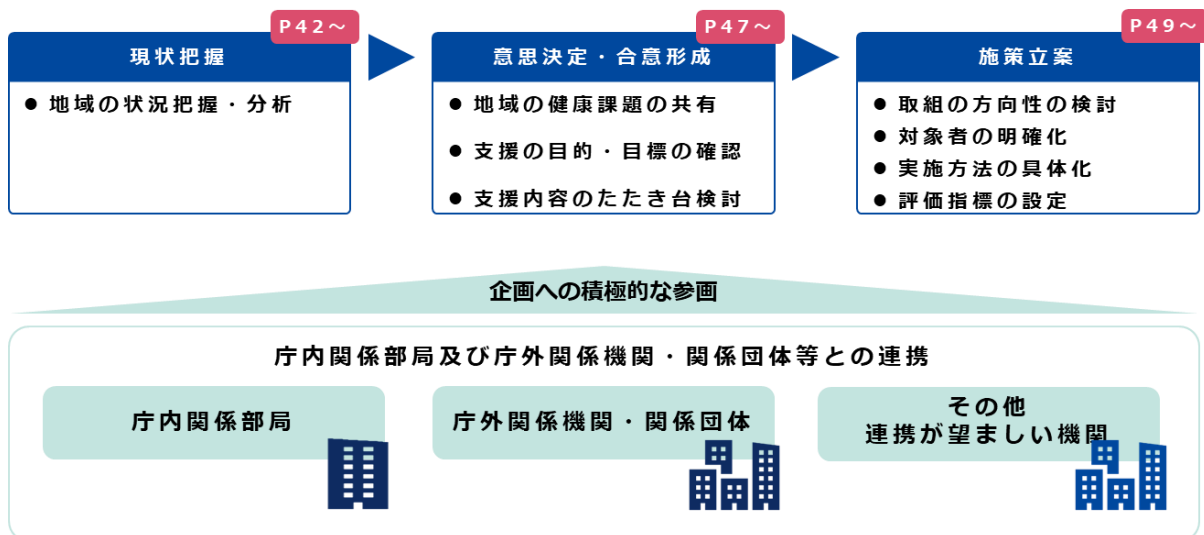 P42～
現状把握
● 地域の状況把握・分析
P47～
意思決定・合意形成
● 地域の健康課題の共有
● 支援の目的・目標の確認
● 支援内容のたたき台検討
P49～
施策立案
● 取組の方向性の検討
● 対象者の明確化
● 実施方法の具体化
● 評価指標の設定
企画への積極的な参画
庁内関係部局及び庁外関係機関・関係団体等との連携
庁内関係部局
庁外関係機関・関係団体
その他
連携が望ましい機関